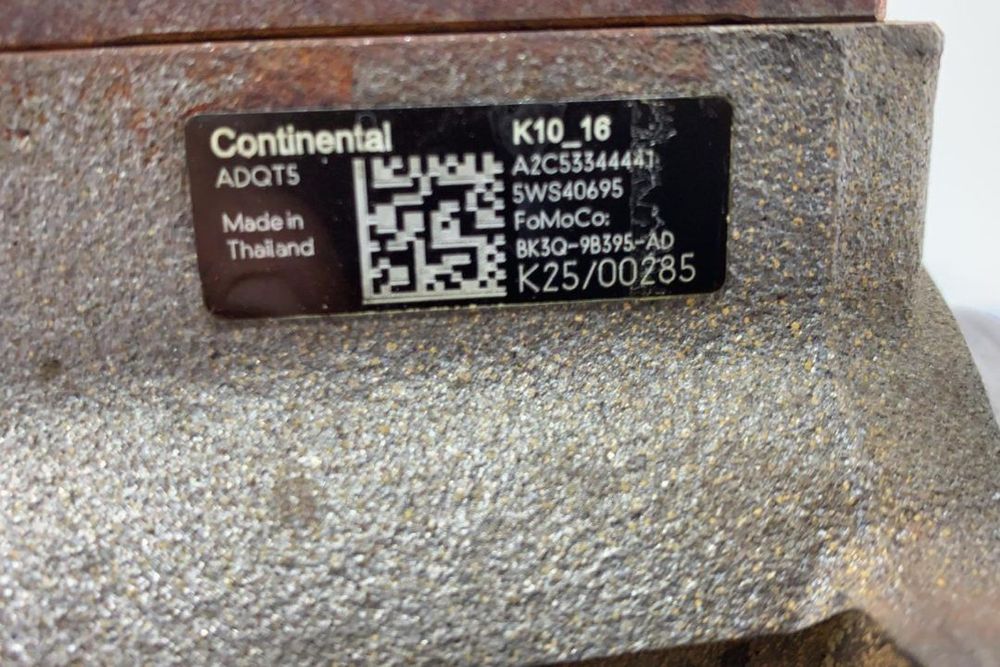 Continental
ADQT5
Made in
Thailand
K10_16
A2C53344441
5WS40695
FoMoCo:
BK3Q-9B395-AD
K25/00285